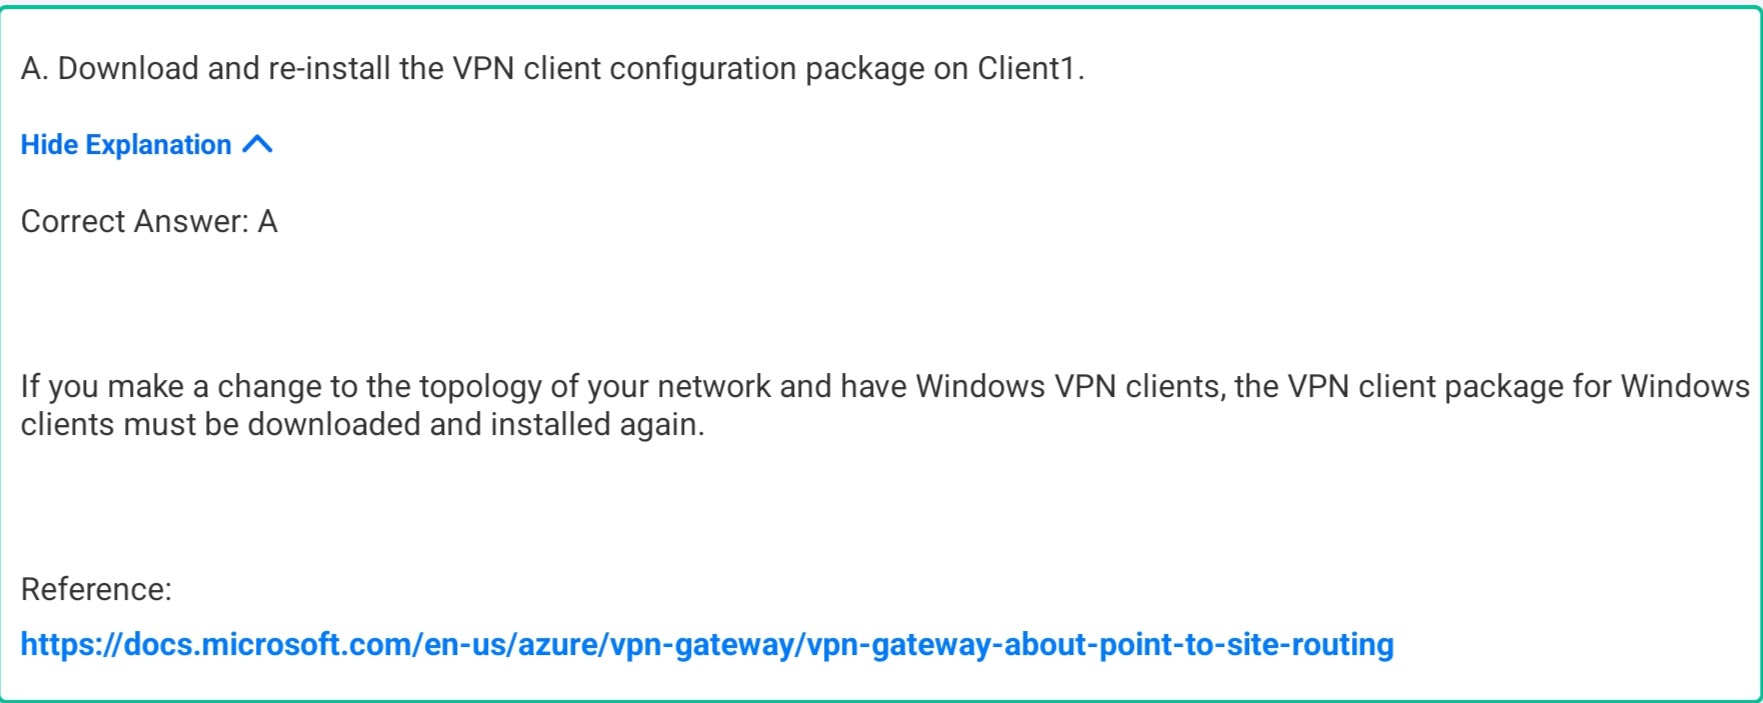 A. Download and re-install the VPN client configuration package on Client1.
Hide Explanation
Correct Answer: A
If you make a change to the topology of your network and have Windows VPN clients, the VPN client package for Windows
clients must be downloaded and installed again.
Reference:
https://docs.microsoft.com/en-us/azure/vpn-gateway/vpn-gateway-about-point-to-site-routing